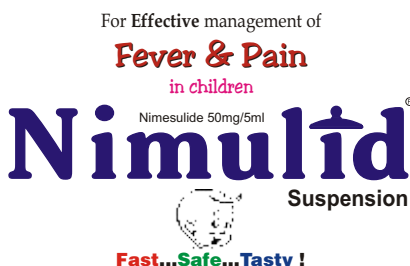 For Effective management of
Fever & Pain
in children
Nimesulide 50mg/5ml
Nimulid®
Suspension
Fast...Safe...Tasty !